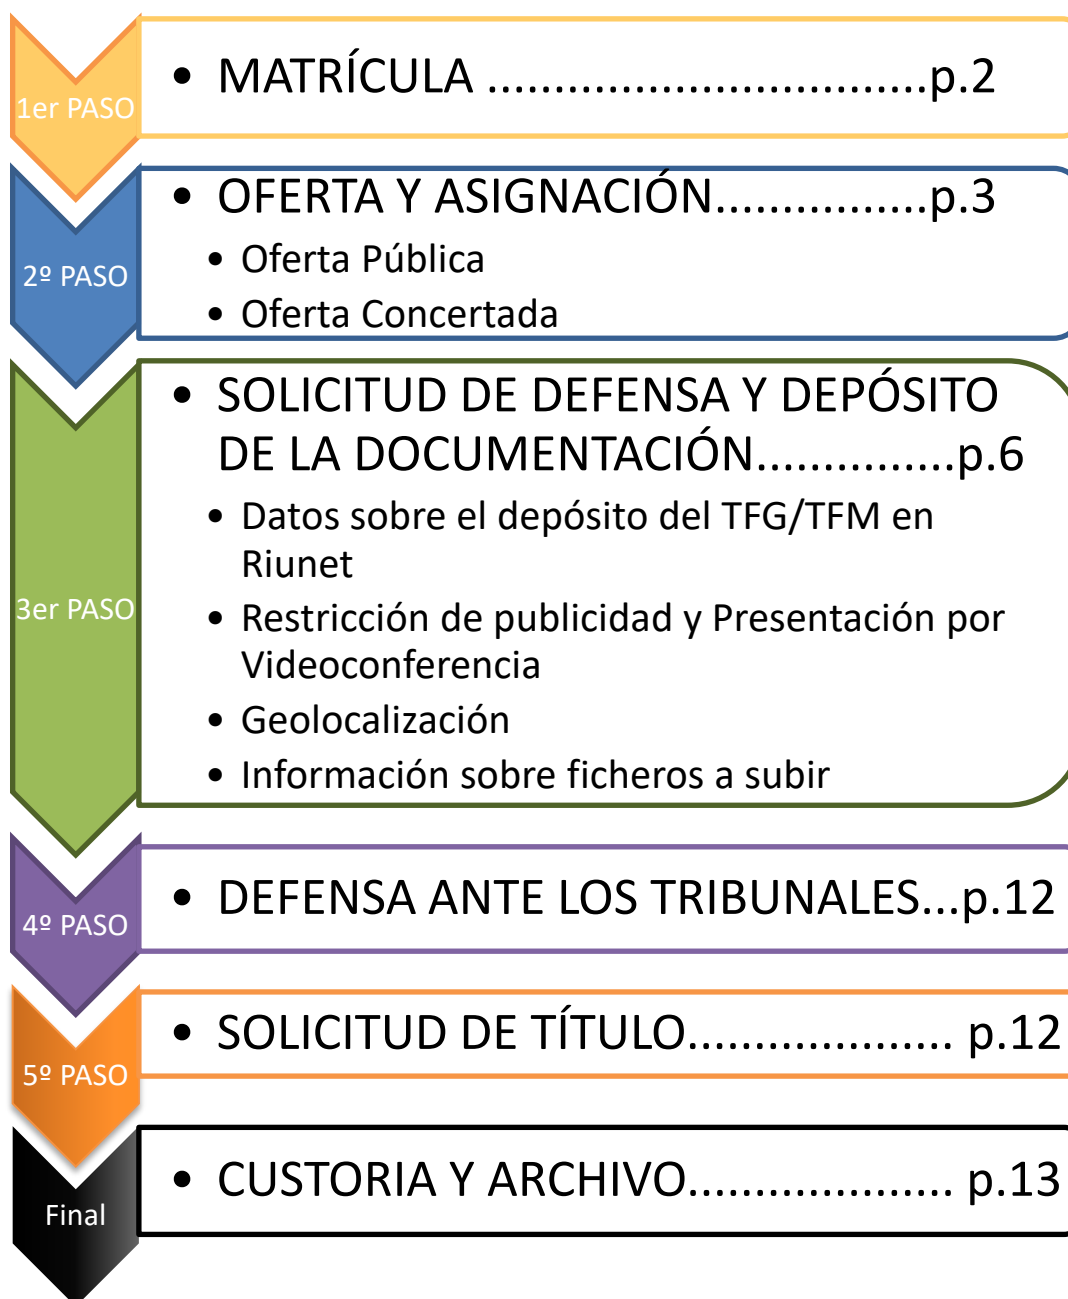 1er PASO
• MATRÍCULA .................................p.2
2º PASO
• OFERTA Y ASIGNACIÓN................p.3
• Oferta Pública
• Oferta Concertada
3er PASO
• SOLICITUD DE DEFENSA Y DEPÓSITO
DE LA DOCUMENTACIÓN...............p.6
• Datos sobre el depósito del TFG/TFM en
Riunet
• Restricción de publicidad y Presentación por
Videoconferencia
• Geolocalización
• Información sobre ficheros a subir
4º PASO
• DEFENSA ANTE LOS TRIBUNALES...p.12
5º PASO
• SOLICITUD DE TÍTULO.................... p.12
Final
• CUSTORIA Y ARCHIVO.................... p.13